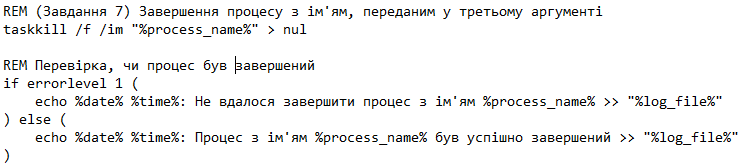 REM (Завдання 7) Завершення процесу з ім'ям, переданим у третьому аргументі
taskkill /f /im "%process_name%" > nul
REM Перевірка, чи процес був завершений
if errorlevel 1 (
echo %date% %time%: Не вдалося завершити процес з ім'ям %process_name% >> "%log_file%"
) else (
echo %date% %time%: Процес з ім'ям %process_name% був успішно завершений >> "%log_file%"
)